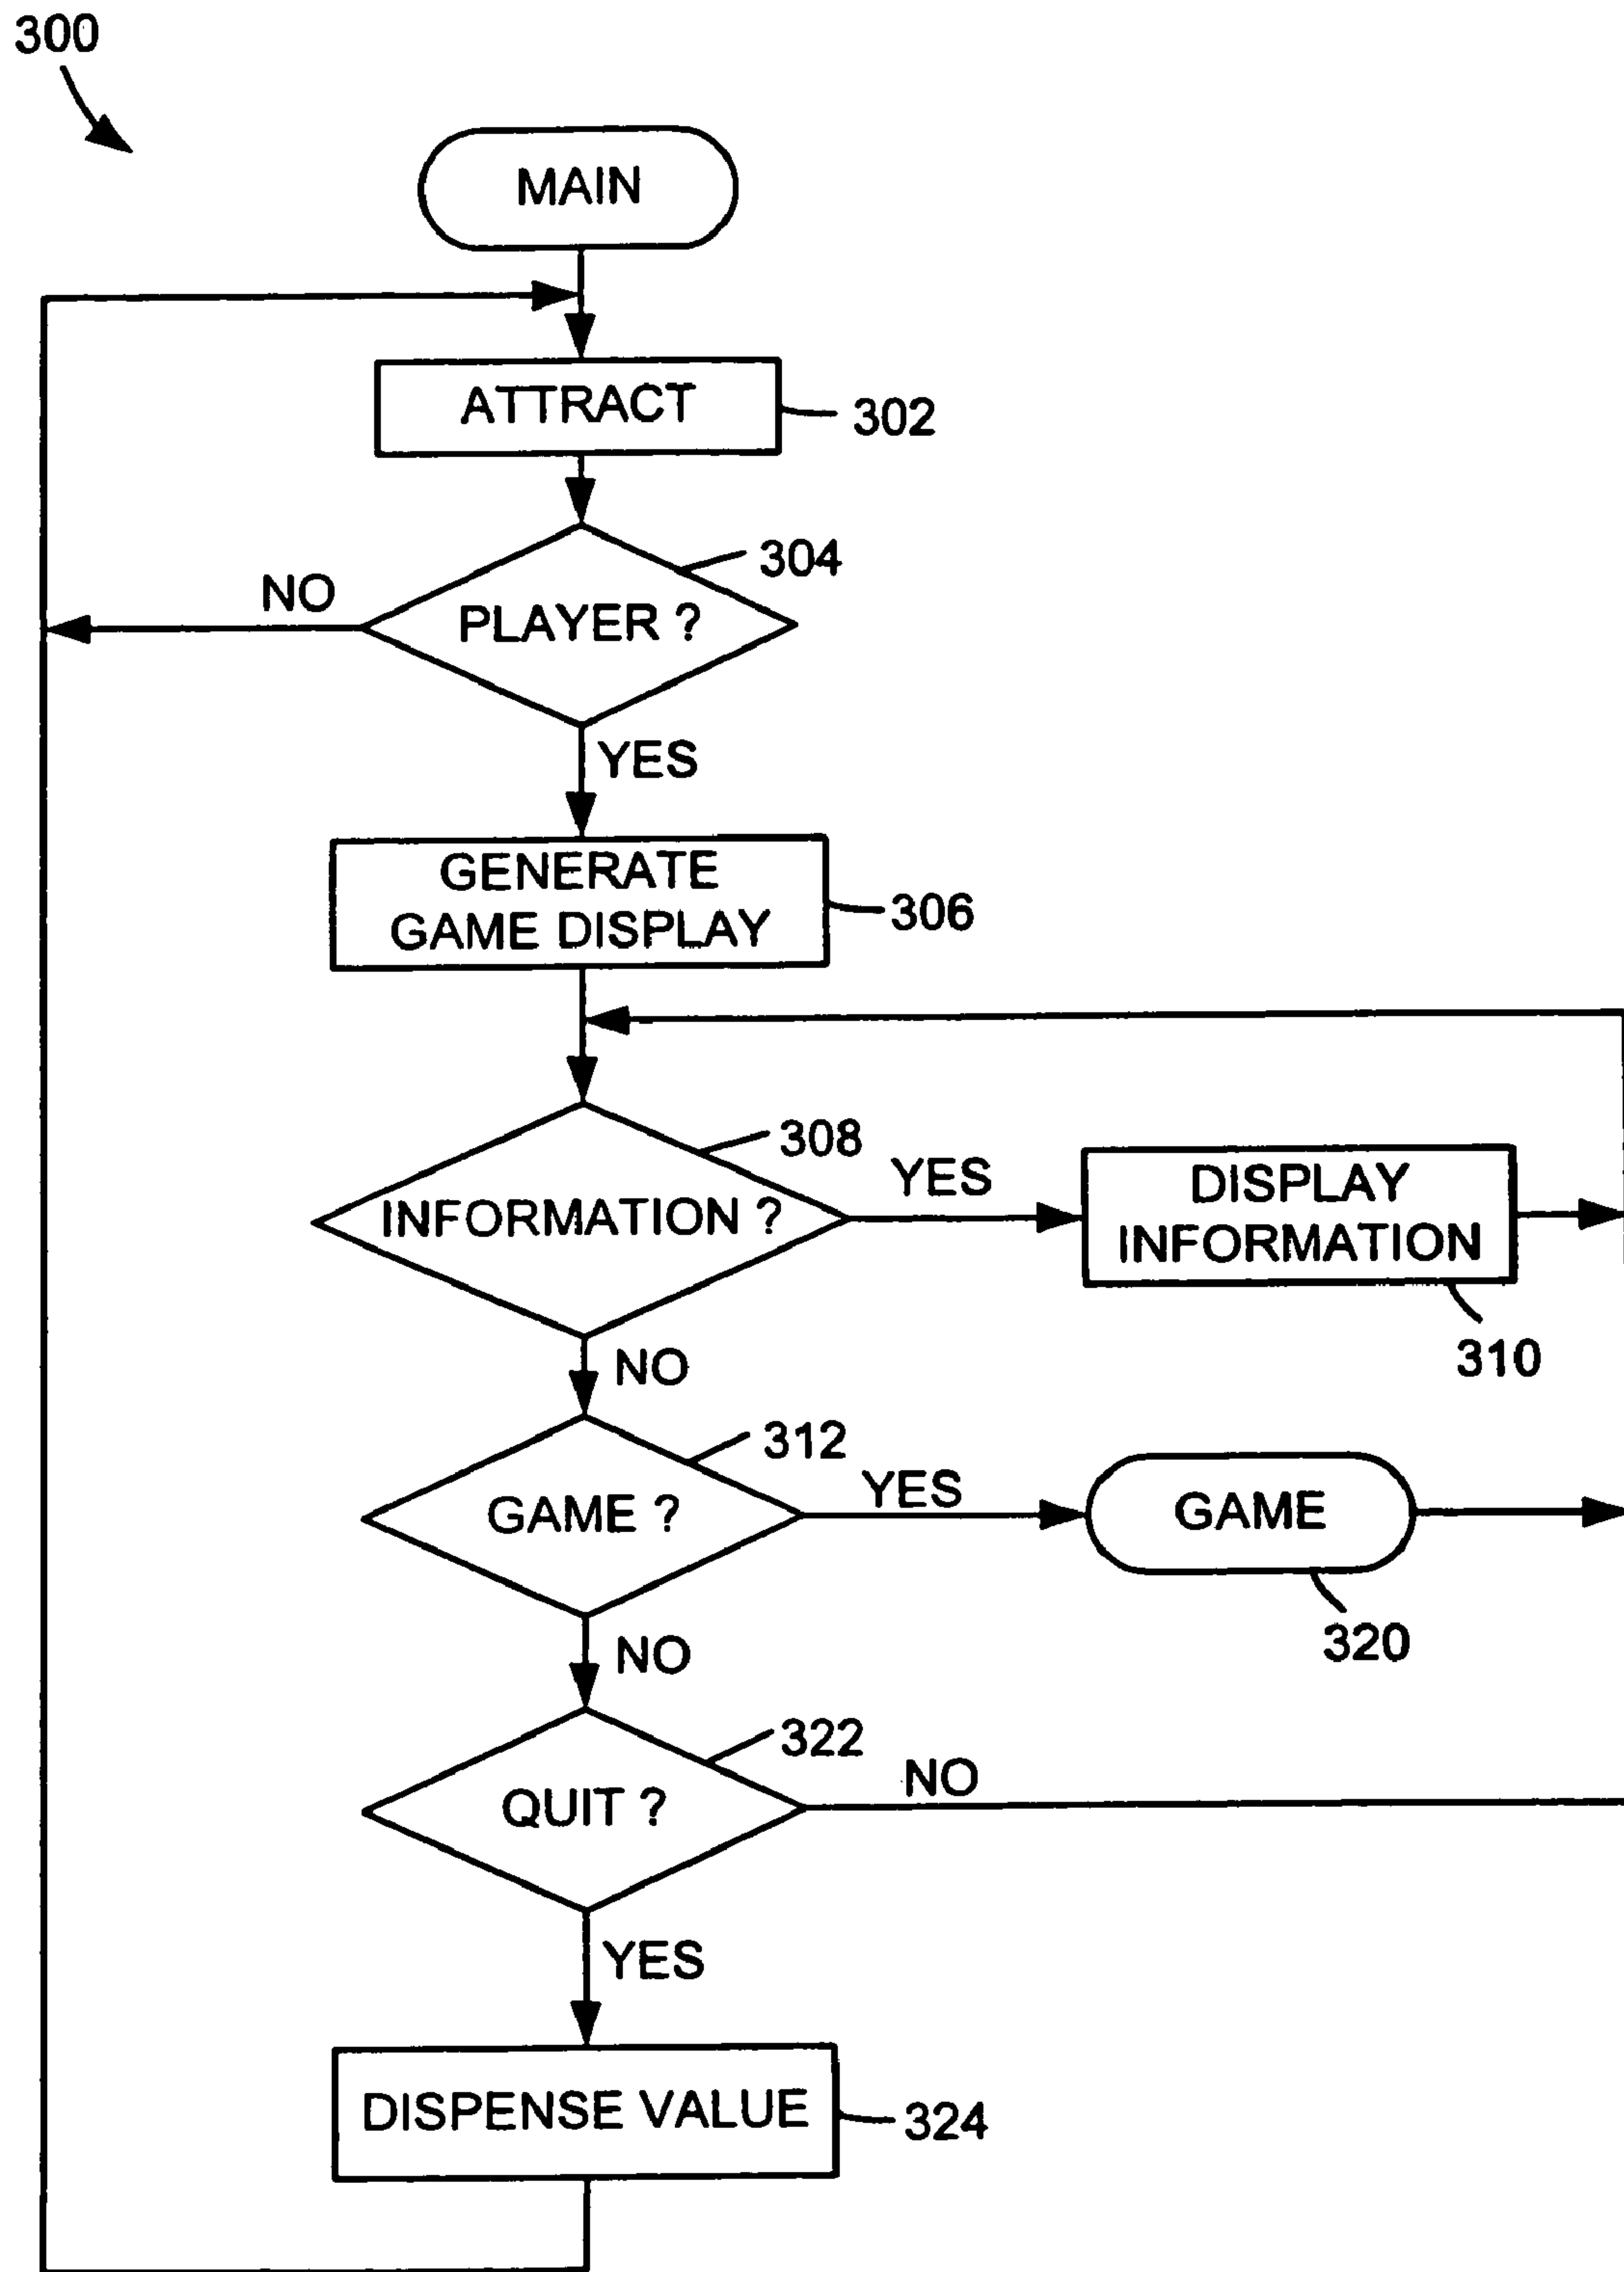 300
MAIN
ATTRACT
302
304
NO
PLAYER ?
YES
GENERATE
GAME DISPLAY
306
308
INFORMATION ?
YES
DISPLAY
INFORMATION
310
NO
312
GAME ?
YES
GAME
320
NO
322
QUIT ?
NO
YES
DISPENSE VALUE
324